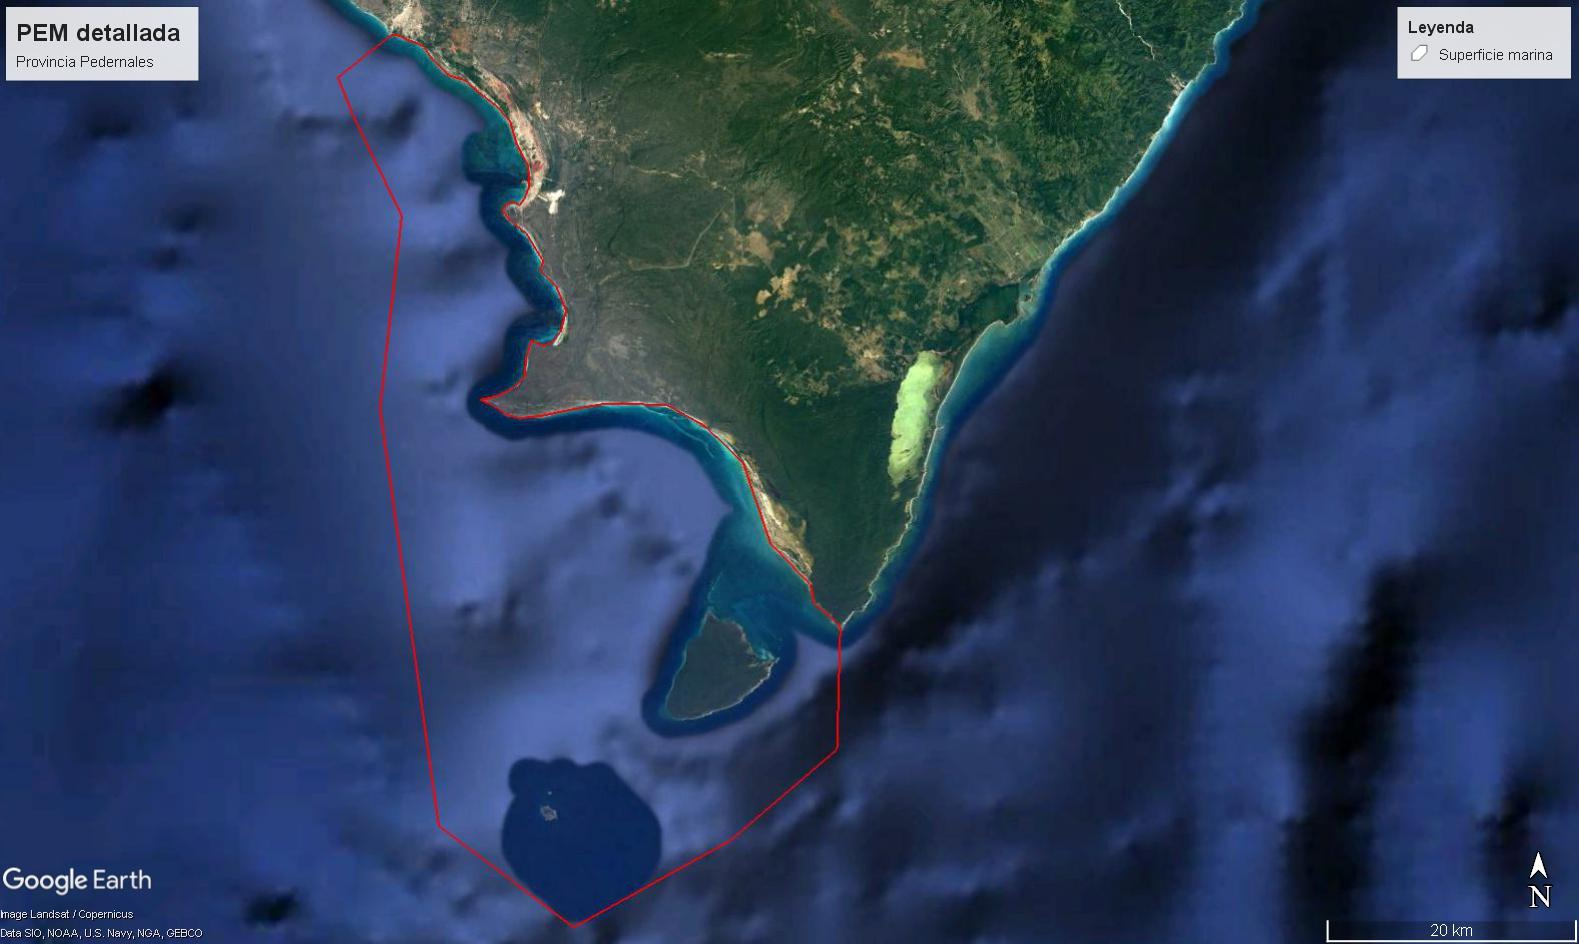 PEM detallada
Provincia Pedernales
Leyenda
Superficie marina
Google Earth
Image Landsat / Copernicus
Data SIO, NOAA, U.S. Navy, NGA, GEBCO
N
20 km